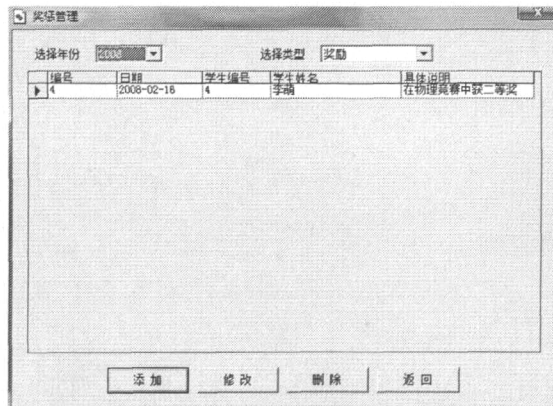 奖惩管理
选择年份 2008 选择类型 奖励
编号 日期 学生编号 学生姓名 具体说明
4 2008-02-16 4 李萌 在物理竞赛中获二等奖
添加 修改 删除 返回